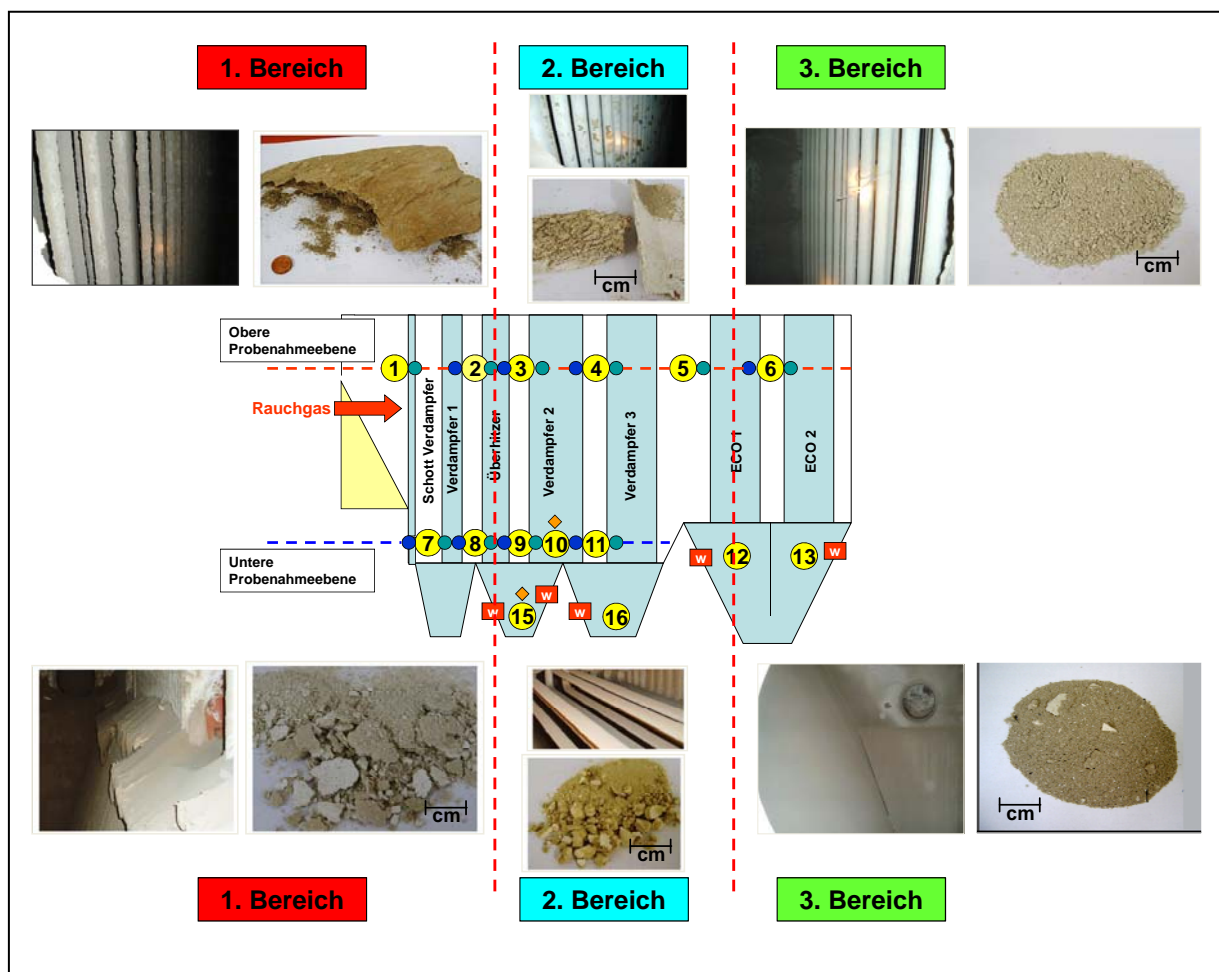 1. Bereich
2. Bereich
3. Bereich
cm
cm
Obere
Probenahmeebene
1
2
3
4
5
6
Rauchgas
Schott Verdampfer
Verdampfer 1
Überhitzer
Verdampfer 2
Verdampfer 3
ECO 1
ECO 2
Untere
Probenahmeebene
7
8
9
10
11
12
13
W
W
W
W
W
15
16
cm
cm
cm
1. Bereich
2. Bereich
3. Bereich